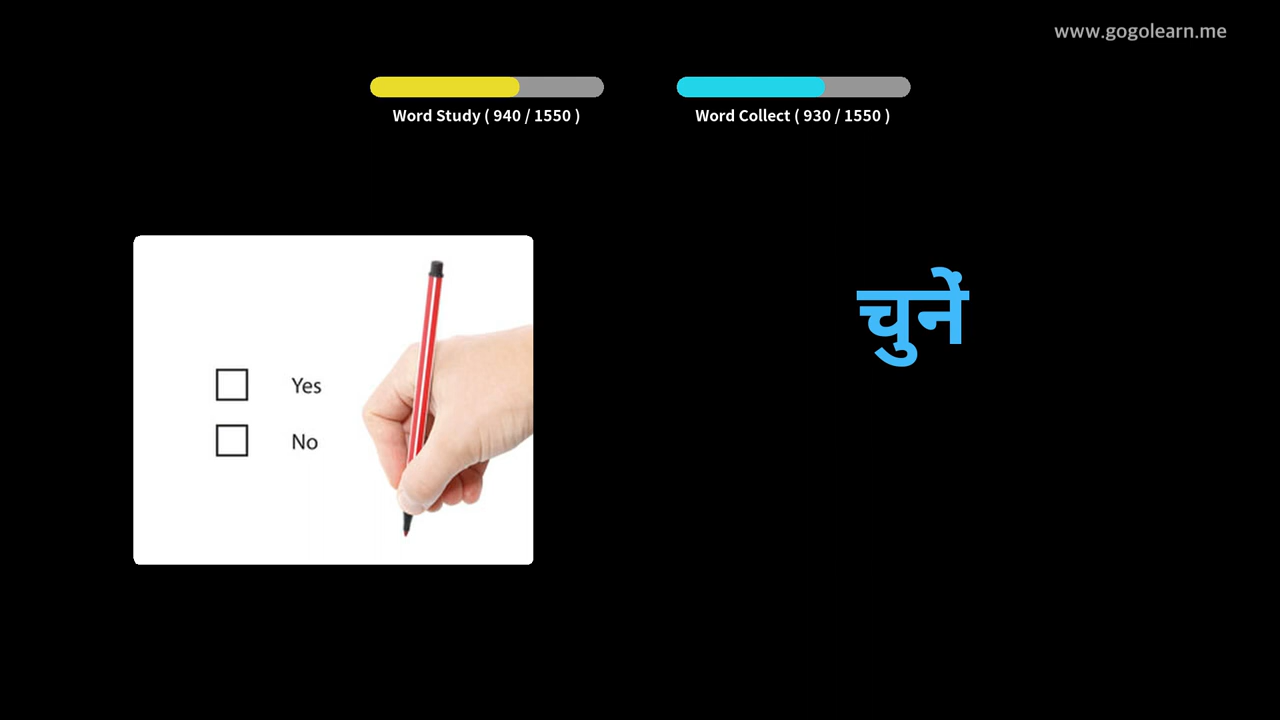 www.gogolearn.me
Word Study ( 940 / 1550 )
Word Collect ( 930 / 1550 )
चुनें
Yes
No